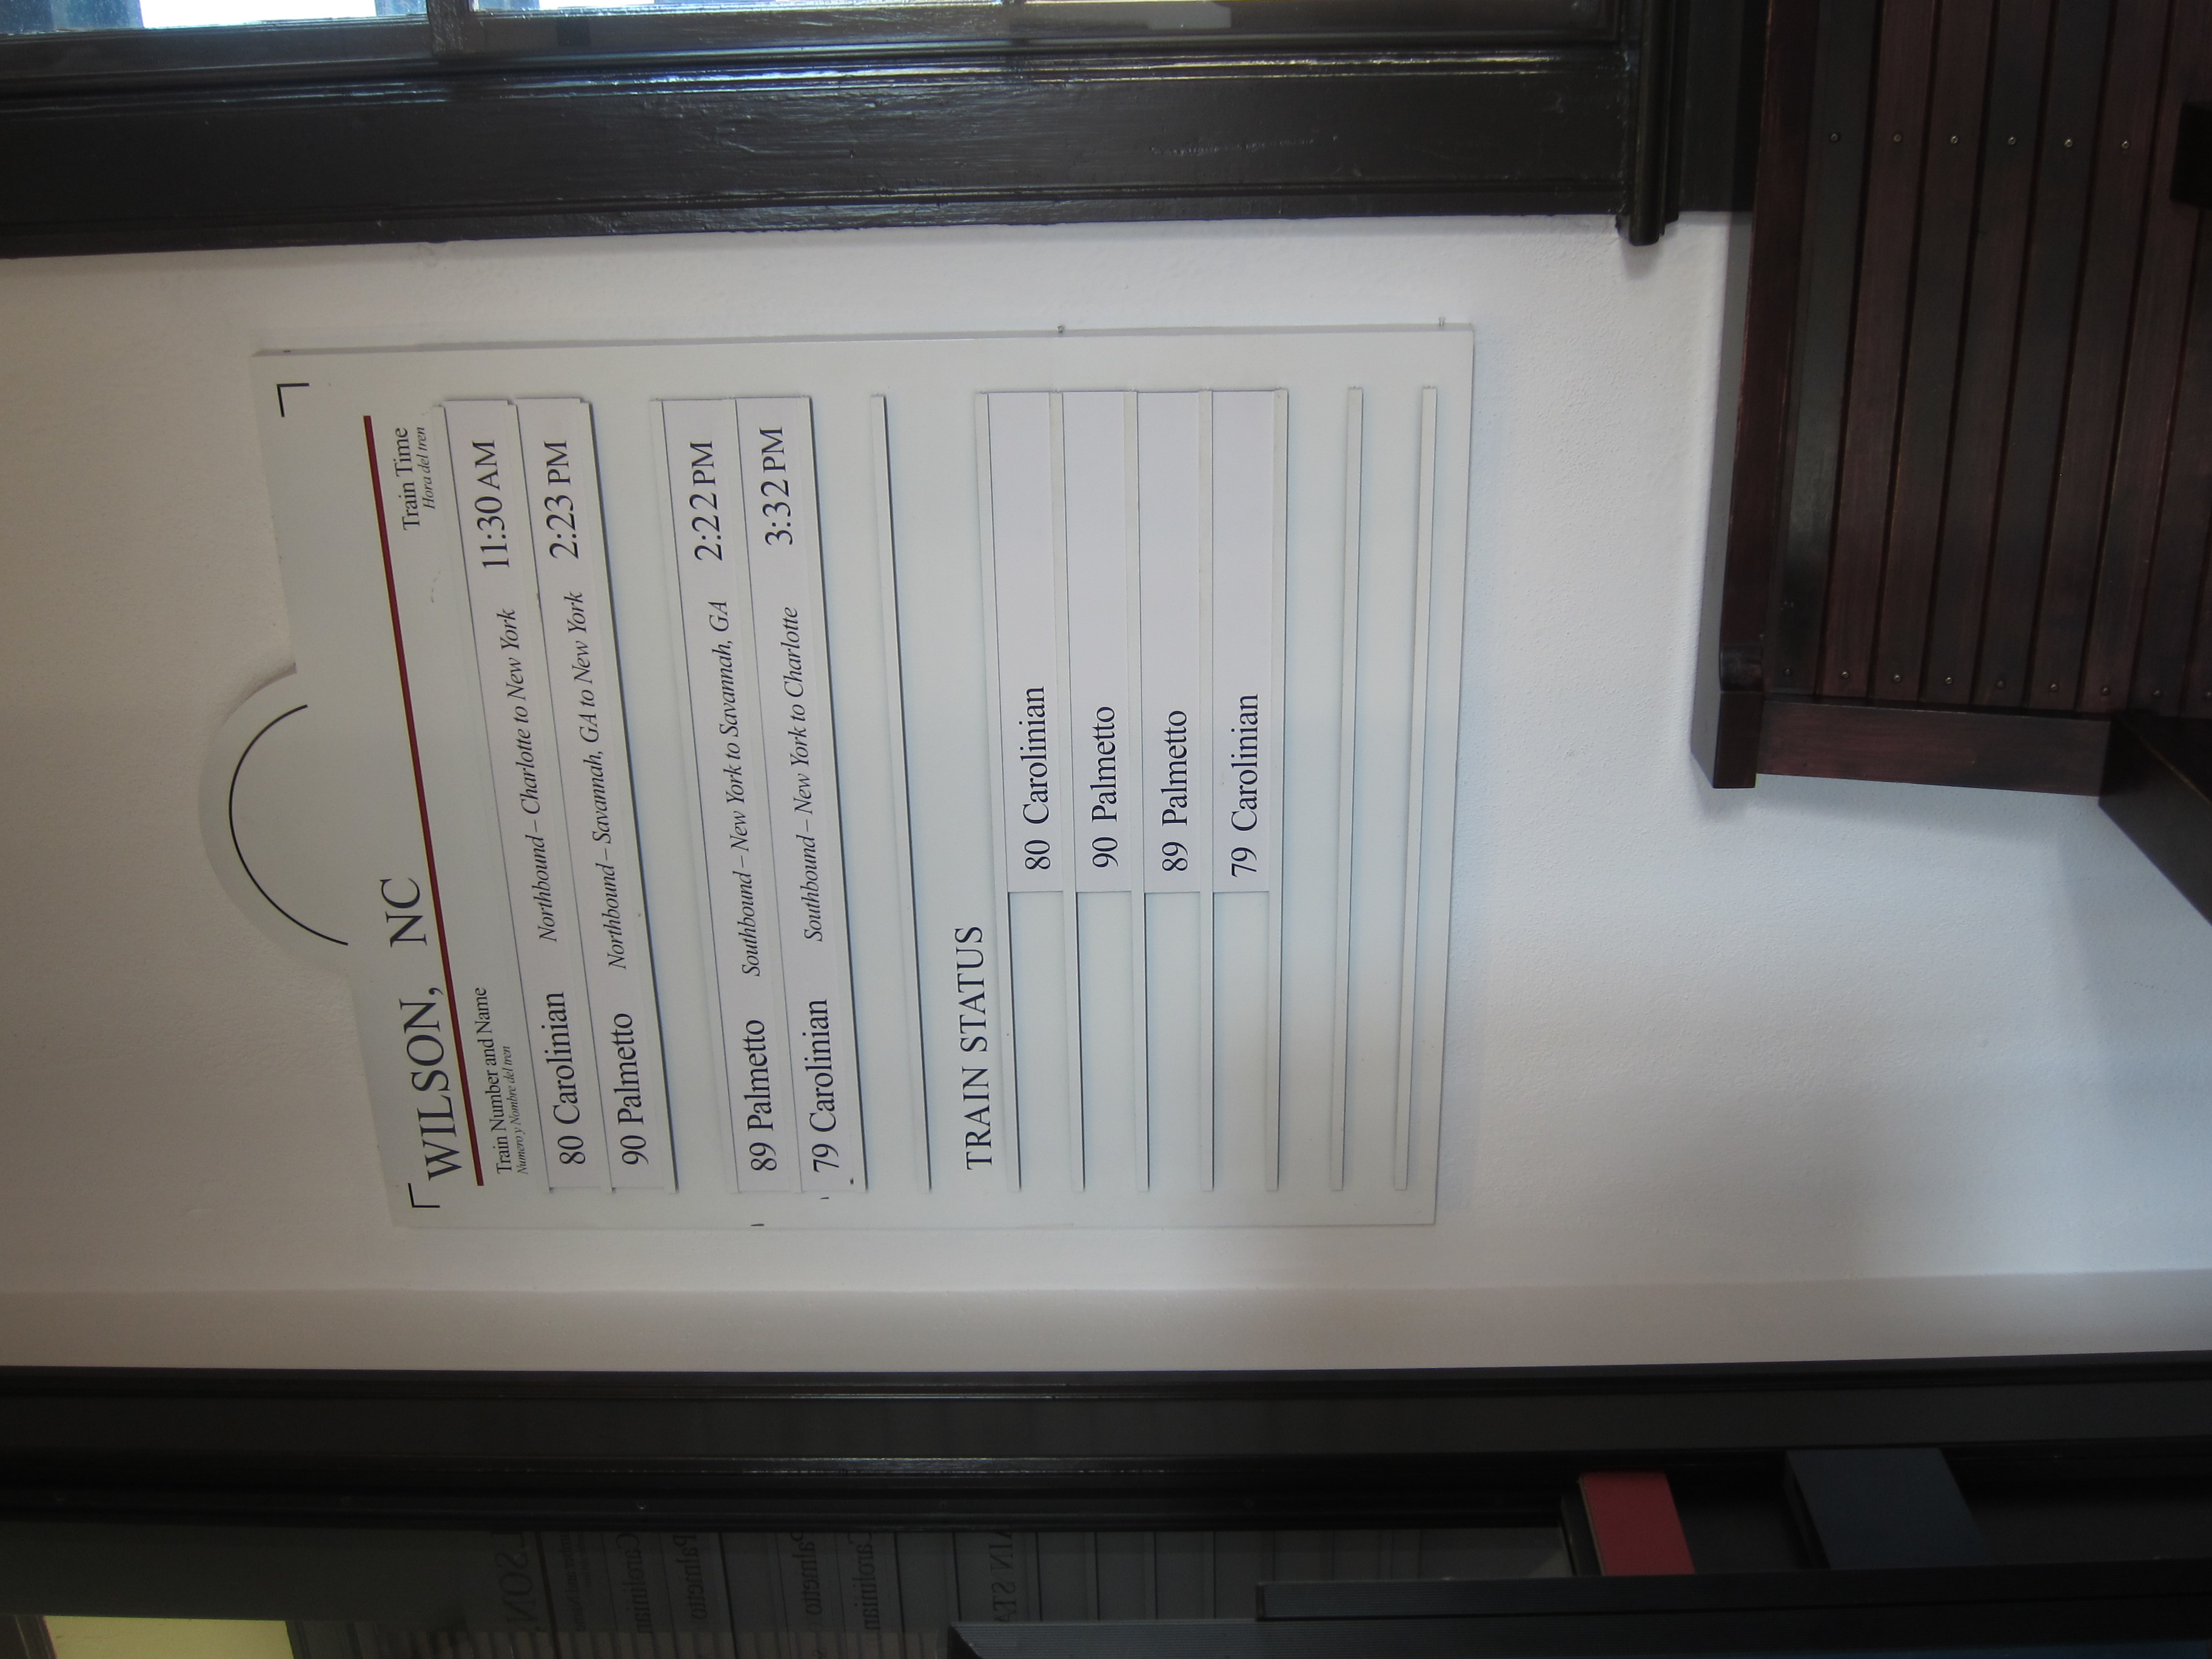 WILSON, NC
Train Number and Name Train Time
Numero y Nombre del tren Hora del tren
80 Carolinian Northbound – Charlotte to New York 11:30 AM
90 Palmetto Northbound – Savannah, GA to New York 2:23 PM
89 Palmetto Southbound – New York to Savannah, GA 2:22 PM
79 Carolinian Southbound – New York to Charlotte 3:32 PM
TRAIN STATUS
80 Carolinian
90 Palmetto
89 Palmetto
79 Carolinian